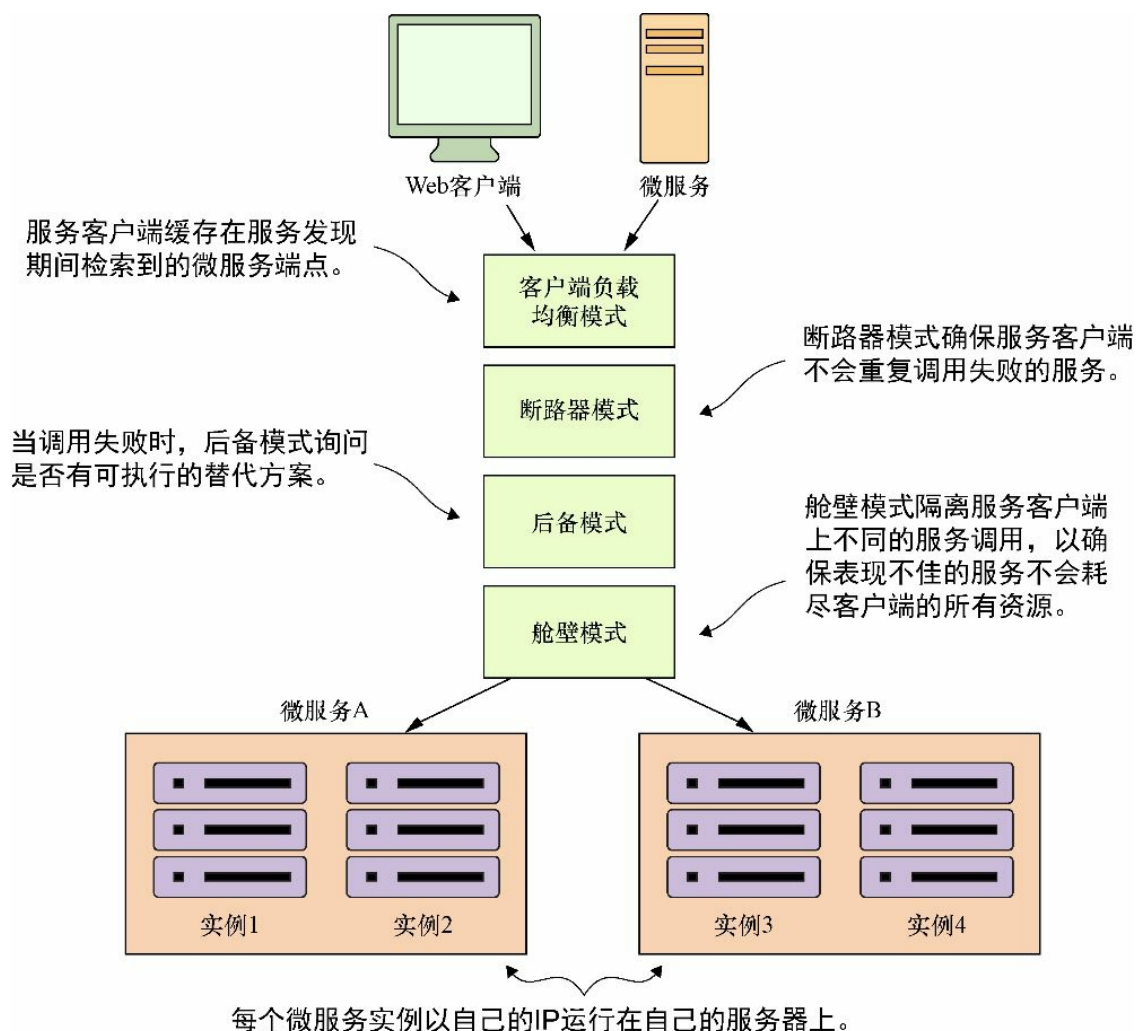 Web客户端
微服务
服务客户端缓存在服务发现
期间检索到的微服务端点。
客户端负载
均衡模式
断路器模式确保服务客户端
不会重复调用失败的服务。
断路器模式
当调用失败时，后备模式询问
是否有可执行的替代方案。
后备模式
舱壁模式隔离服务客户端
上不同的服务调用，以确
保表现不佳的服务不会耗
尽客户端的所有资源。
舱壁模式
微服务A
微服务B
实例1
实例2
实例3
实例4
每个微服务实例以自己的IP运行在自己的服务器上。